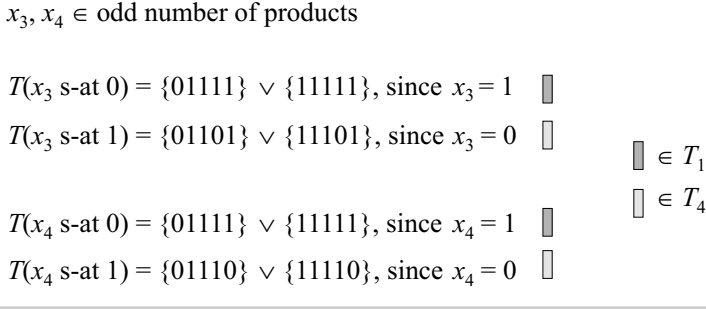 x₃, x₄ ∈ odd number of products
T(x₃ s-at 0) = {01111} ∨ {11111}, since x₃ = 1
T(x₃ s-at 1) = {01101} ∨ {11101}, since x₃ = 0
∈ T₁
∈ T₄
T(x₄ s-at 0) = {01111} ∨ {11111}, since x₄ = 1
T(x₄ s-at 1) = {01110} ∨ {11110}, since x₄ = 0